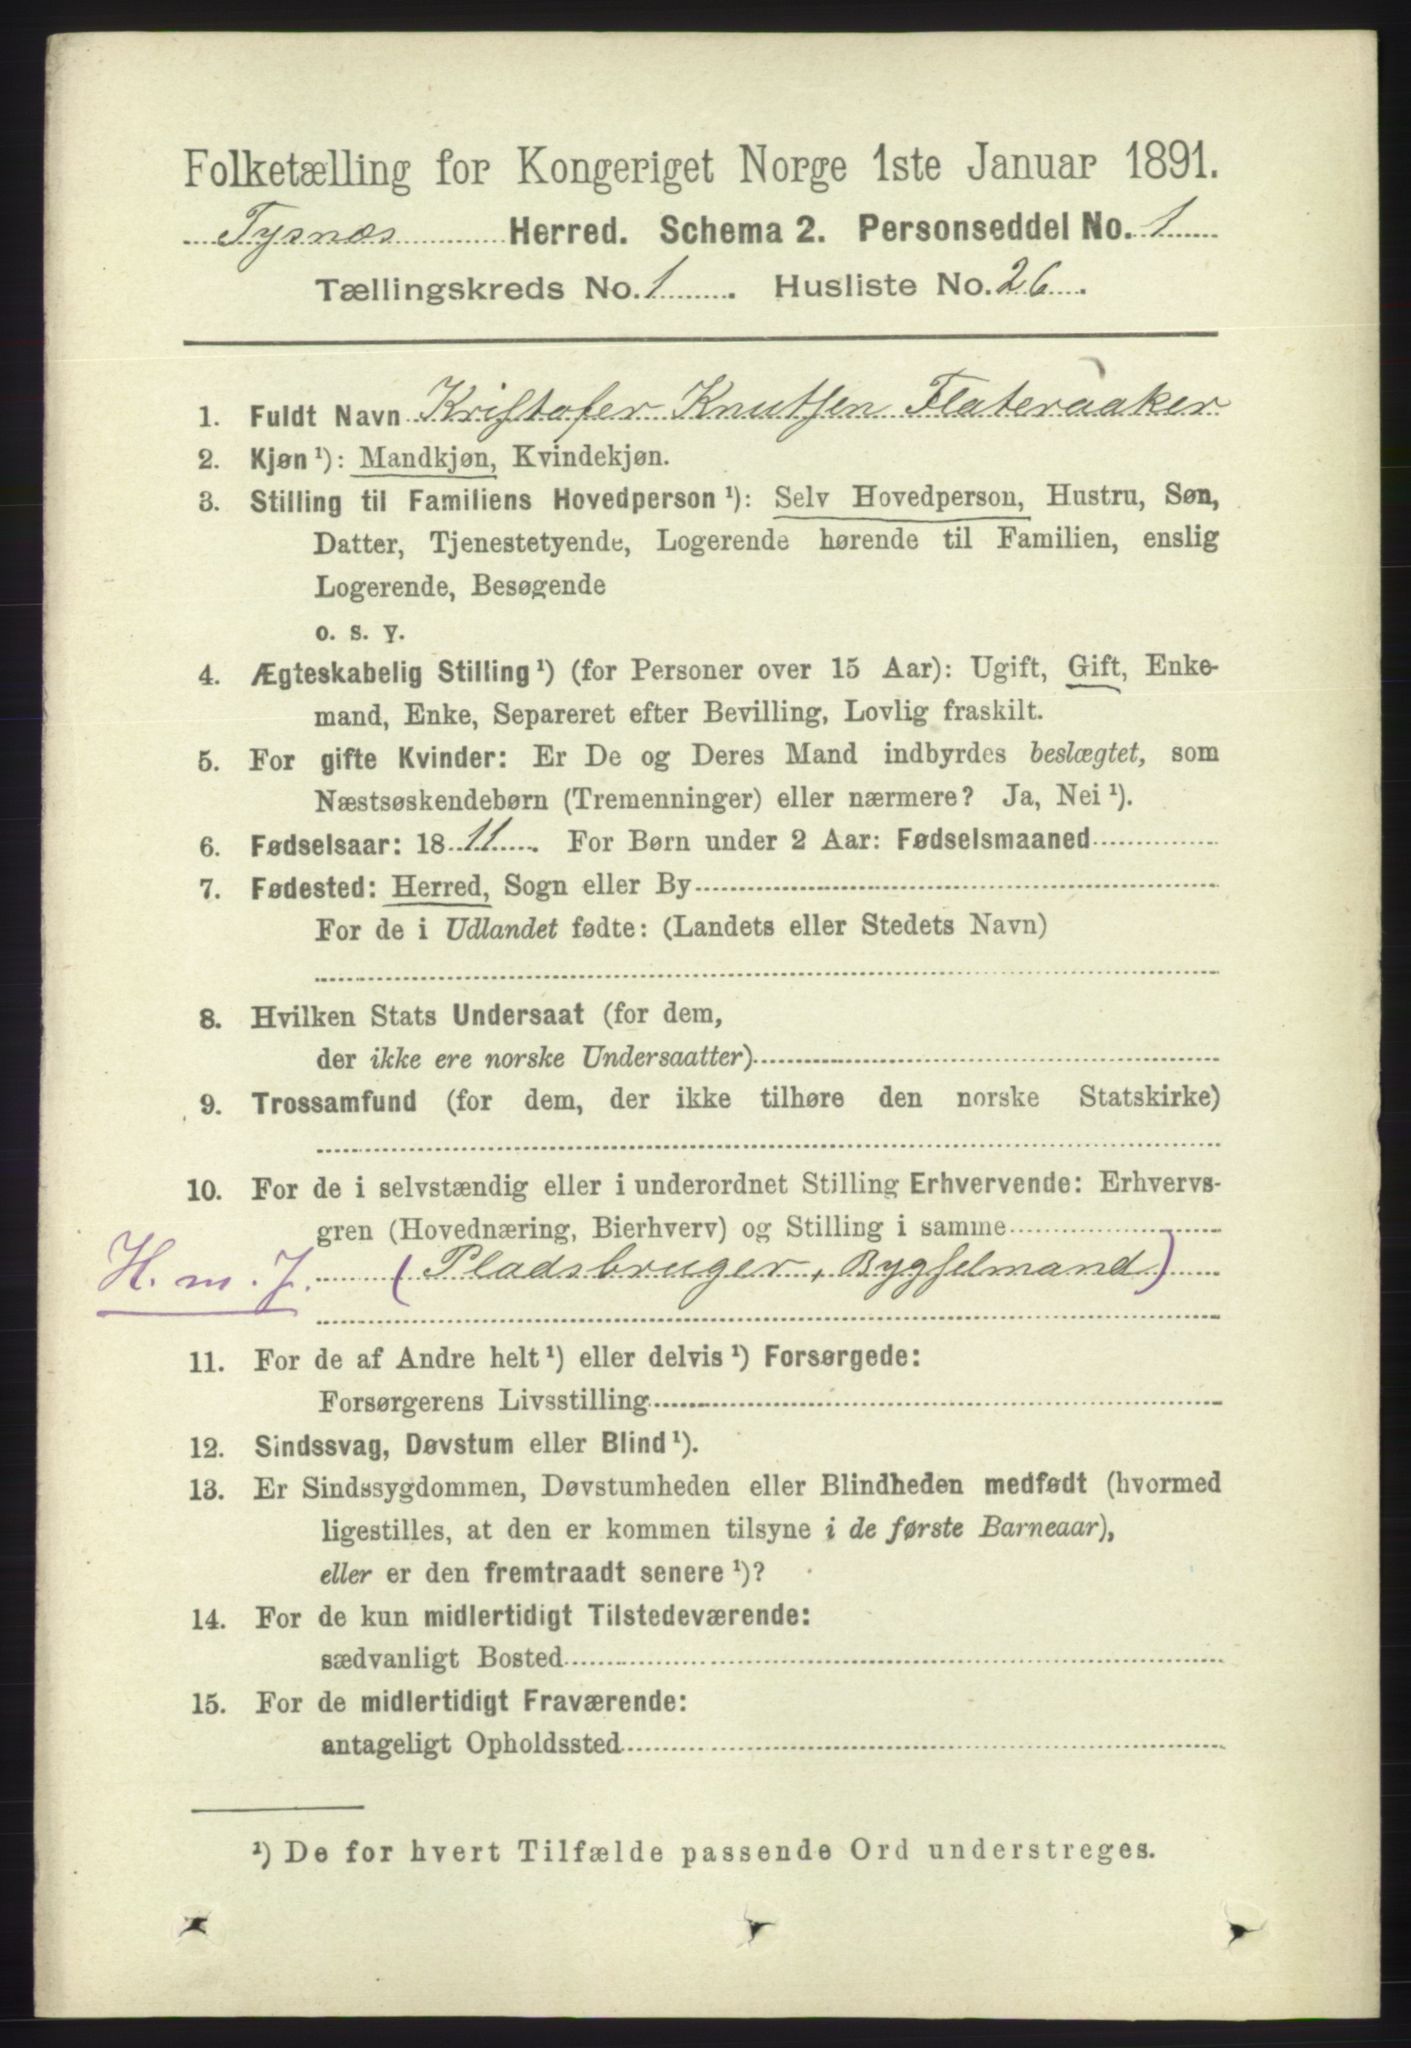 Folketælling for Kongeriget Norge 1ste Januar 1891.
Tysnæs Herred. Schema 2. Personseddel No. 1
Tællingskreds No. 1. Husliste No. 26.
1. Fuldt Navn Kristofer Knutsen Flateraaker
2. Kjøn ¹): Mandkjøn, Kvindekjøn.
3. Stilling til Familiens Hovedperson ¹): Selv Hovedperson, Hustru, Søn,
Datter, Tjenestetyende, Logerende hørende til Familien, enslig
Logerende, Besøgende
o. s. v.
4. Ægteskabelig Stilling ¹) (for Personer over 15 Aar): Ugift, Gift, Enke-
mand, Enke, Separeret efter Bevilling, Lovlig fraskilt.
5. For gifte Kvinder: Er De og Deres Mand indbyrdes beslægtet, som
Næstsøskendebørn (Tremenninger) eller nærmere? Ja, Nei ¹).
6. Fødselsaar: 1811. For Børn under 2 Aar: Fødselsmaaned
7. Fødested: Herred, Sogn eller By
For de i Udlandet fødte: (Landets eller Stedets Navn)
8. Hvilken Stats Undersaat (for dem,
der ikke ere norske Undersaatter)
9. Trossamfund (for dem, der ikke tilhøre den norske Statskirke)
10. For de i selvstændig eller i underordnet Stilling Erhvervende: Erhvervs-
gren (Hovednæring, Bierhverv) og Stilling i samme
H. m. J. (Pladsbruger, Bygselmand)
11. For de af Andre helt ¹) eller delvis ¹) Forsørgede:
Forsørgerens Livsstilling
12. Sindssvag, Døvstum eller Blind ¹).
13. Er Sindssygdommen, Døvstumheden eller Blindheden medfødt (hvormed
ligestilles, at den er kommen tilsyne i de første Barneaar),
eller er den fremtraadt senere ¹)?
14. For de kun midlertidigt Tilstedeværende:
sædvanligt Bosted
15. For de midlertidigt Fraværende:
antageligt Opholdssted
¹) De for hvert Tilfælde passende Ord understreges.